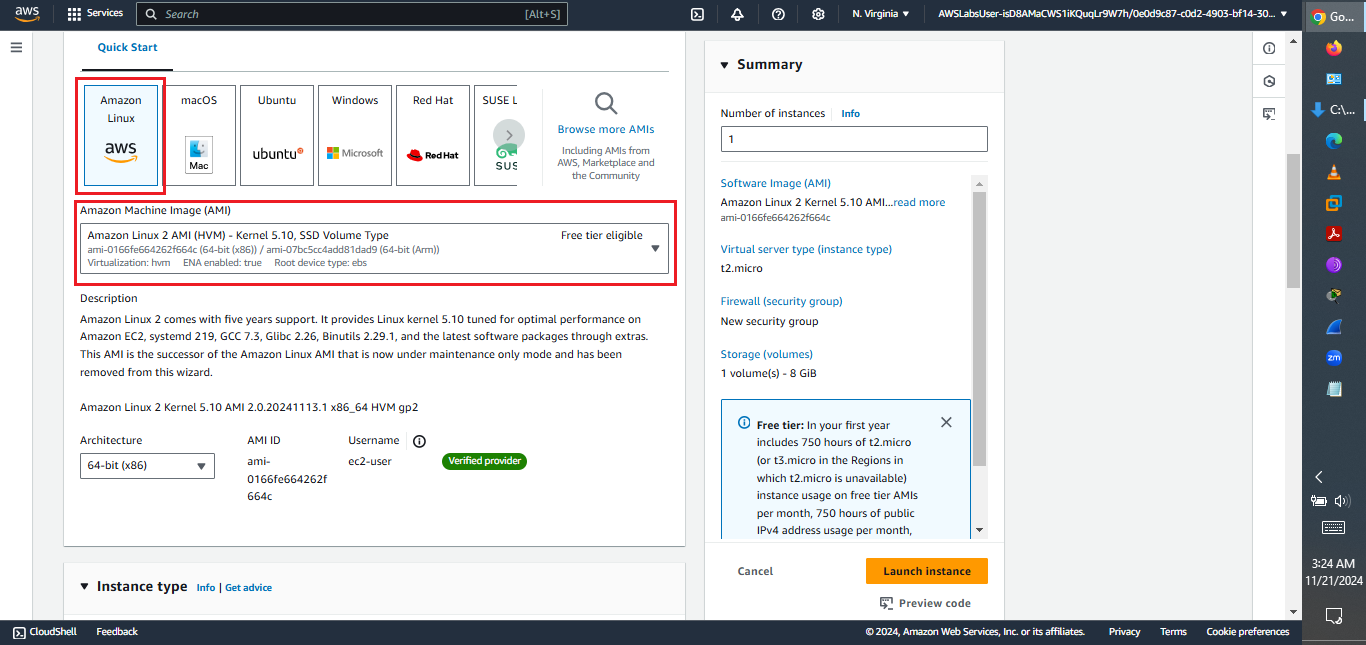 aws
Services
Search
[Alt+S]
N. Virginia
AWSLabsUser-isD8AMaCWS1iKQuqLr9W7h/0e0d9c87-c0d2-4903-bf14-30...
Go...
Quick Start
Amazon
Linux
aws
macOS
Mac
Ubuntu
ubuntu
Windows
Microsoft
Red Hat
Red Hat
SUSE L
SUS
Browse more AMIs
Including AMIs from
AWS, Marketplace and
the Community
Amazon Machine Image (AMI)
Amazon Linux 2 AMI (HVM) - Kernel 5.10, SSD Volume Type
Free tier eligible
ami-0166fe664262f664c (64-bit (x86)) / ami-07bc5cc4add81dad9 (64-bit (Arm))
Virtualization: hvm ENA enabled: true Root device type: ebs
Description
Amazon Linux 2 comes with five years support. It provides Linux kernel 5.10 tuned for optimal performance on
Amazon EC2, systemd 219, GCC 7.3, Glibc 2.26, Binutils 2.29.1, and the latest software packages through extras.
This AMI is the successor of the Amazon Linux AMI that is now under maintenance only mode and has been
removed from this wizard.
Amazon Linux 2 Kernel 5.10 AMI 2.0.20241113.1 x86_64 HVM gp2
Architecture
64-bit (x86)
AMI ID
ami-
0166fe664262f
664c
Username
ec2-user
Verified provider
Instance type
Info | Get advice
Summary
Number of instances
Info
1
Software Image (AMI)
Amazon Linux 2 Kernel 5.10 AMI...read more
ami-0166fe664262f664c
Virtual server type (instance type)
t2.micro
Firewall (security group)
New security group
Storage (volumes)
1 volume(s) - 8 GiB
Free tier: In your first year
includes 750 hours of t2.micro
(or t3.micro in the Regions in
which t2.micro is unavailable)
instance usage on free tier AMIs
per month, 750 hours of public
IPv4 address usage per month,
Cancel
Launch instance
Preview code
C:\...
zm
3:24 AM
11/21/2024
CloudShell
Feedback
© 2024, Amazon Web Services, Inc. or its affiliates.
Privacy
Terms
Cookie preferences